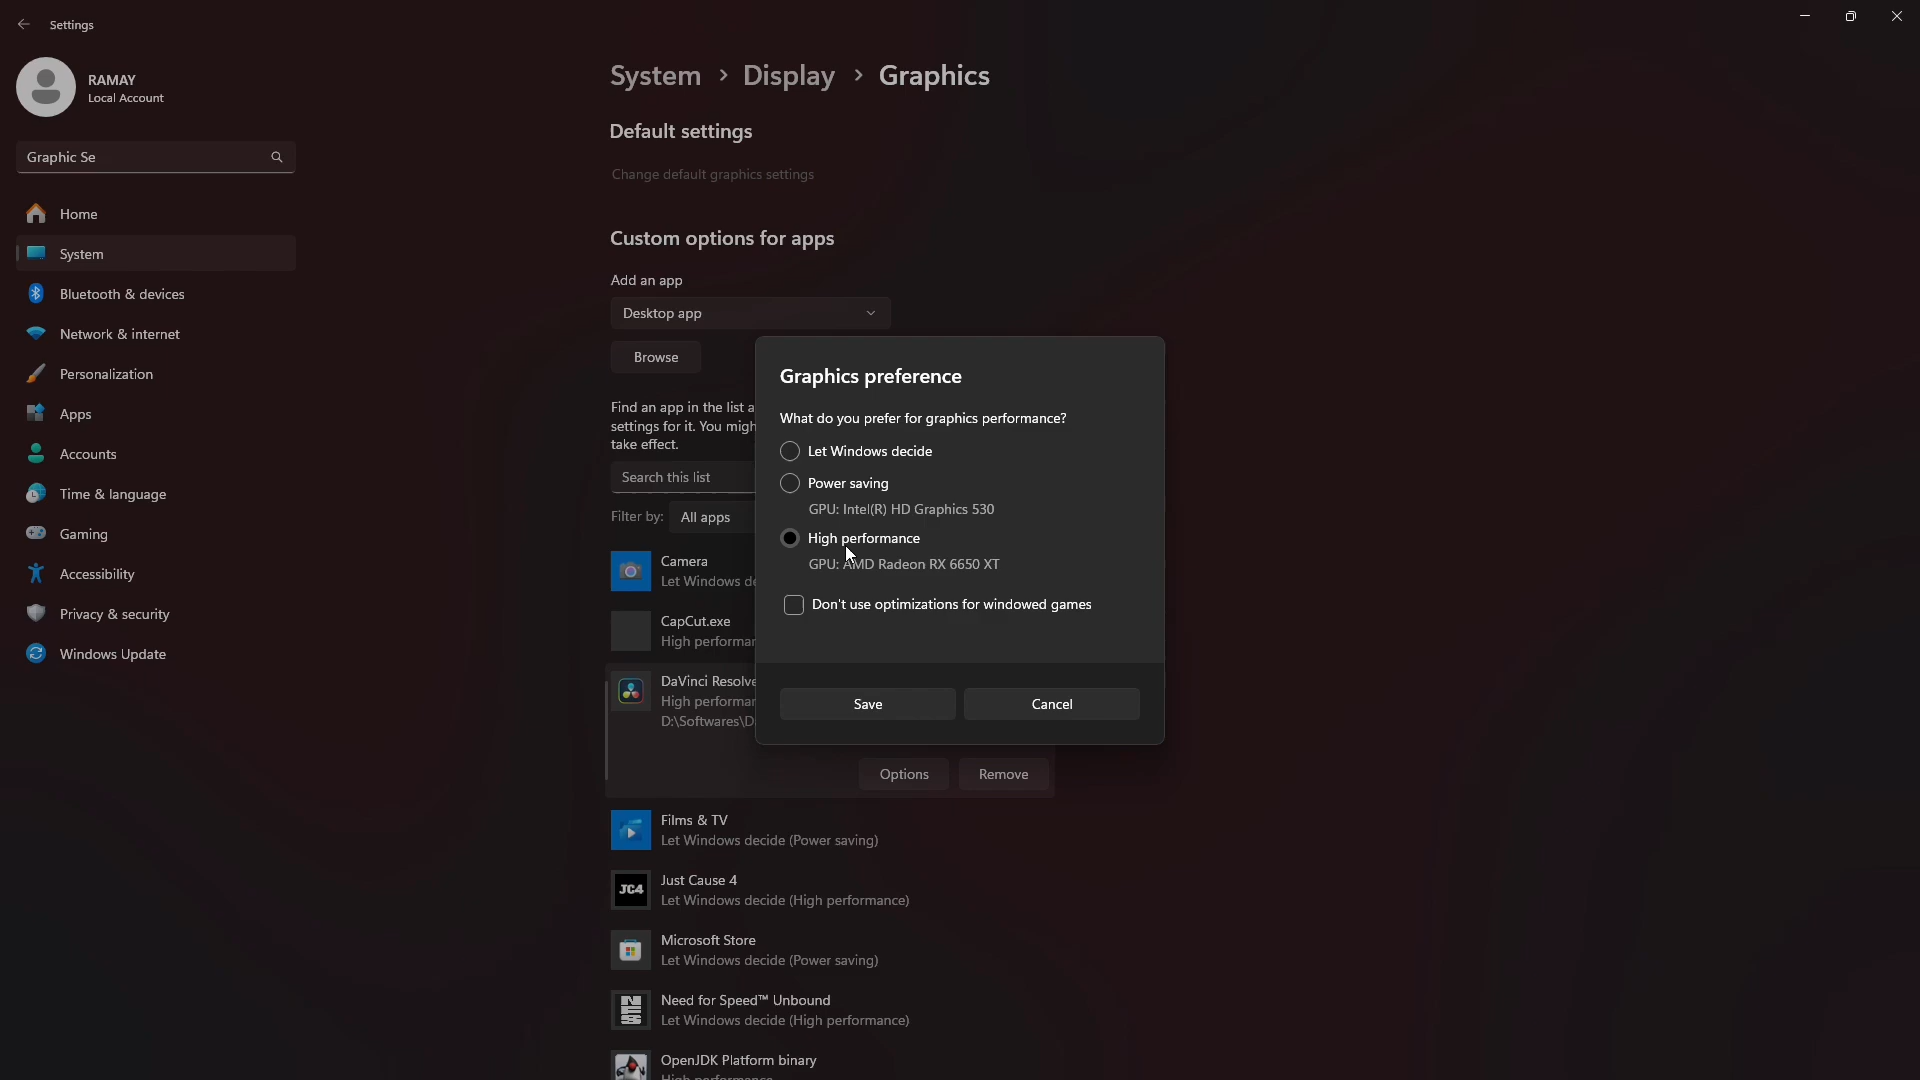 Settings
RAMAY
Local Account
Graphic Se
Home
System
Bluetooth & devices
Network & internet
Personalization
Apps
Accounts
Time & language
Gaming
Accessibility
Privacy & security
Windows Update
System > Display > Graphics
Default settings
Change default graphics settings
Custom options for apps
Add an app
Desktop app
Browse
Find an app in the list a
settings for it. You migh
take effect.
Search this list
Filter by: All apps
Camera
Let Windows de
CapCut.exe
High performan
DaVinci Resolve
High performan
D:\Softwares\D
Options Remove
Films & TV
Let Windows decide (Power saving)
Just Cause 4
Let Windows decide (High performance)
Microsoft Store
Let Windows decide (Power saving)
Need for Speed™ Unbound
Let Windows decide (High performance)
OpenJDK Platform binary
High performance
JC4
NFS
Graphics preference
What do you prefer for graphics performance?
Let Windows decide
Power saving
GPU: Intel(R) HD Graphics 530
High performance
GPU: AMD Radeon RX 6650 XT
Don't use optimizations for windowed games
Save Cancel